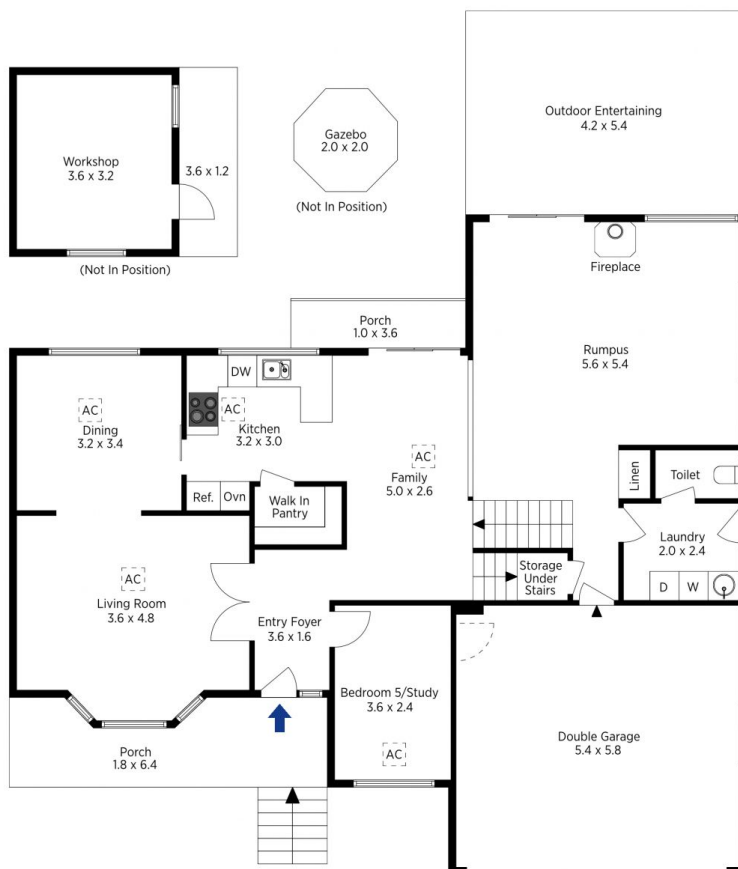 Workshop
3.6 x 3.2
3.6 x 1.2
(Not In Position)
Gazebo
2.0 x 2.0
(Not In Position)
Outdoor Entertaining
4.2 x 5.4
Fireplace
Rumpus
5.6 x 5.4
Porch
1.0 x 3.6
DW
AC
Dining
3.2 x 3.4
AC
Kitchen
3.2 x 3.0
AC
Family
5.0 x 2.6
Ref.
Ovn
Walk In
Pantry
Linen
Toilet
Laundry
2.0 x 2.4
D
W
Storage
Under
Stairs
AC
Living Room
3.6 x 4.8
Entry Foyer
3.6 x 1.6
Bedroom 5/Study
3.6 x 2.4
AC
Porch
1.8 x 6.4
Double Garage
5.4 x 5.8